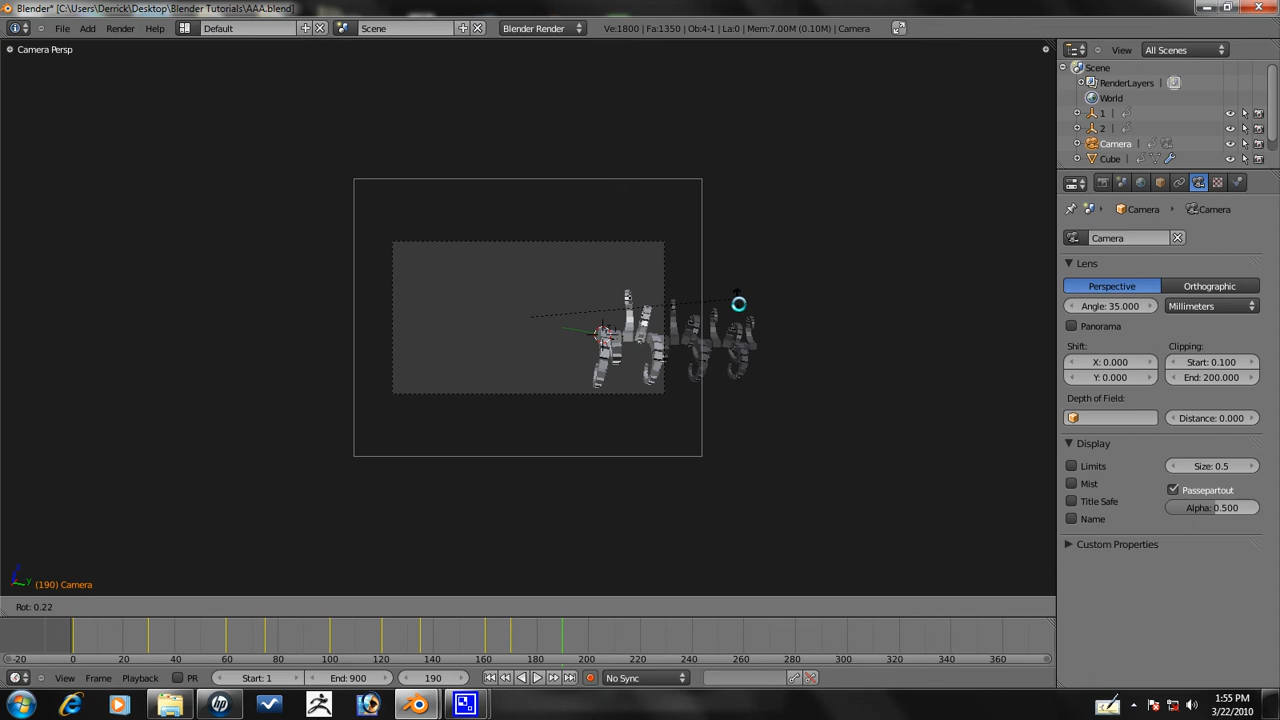 Blender* [C:\Users\Derrick\Desktop\Blender Tutorials\AAA.blend]
File Add Render Help Default Scene Blender Render Ve:1800 | Fa:1350 | Ob:4-1 | La:0 | Mem:7.00M (0.10M) | Camera
Camera Persp
View All Scenes
Scene
RenderLayers |
World
1 |
2 |
Camera |
Cube |
Camera Camera
Camera
Lens
Perspective Orthographic
Angle: 35.000 Millimeters
Panorama
Shift: Clipping:
X: 0.000 Start: 0.100
Y: 0.000 End: 200.000
Depth of Field:
Distance: 0.000
Display
Limits Size: 0.5
Mist Passepartout
Title Safe Alpha: 0.500
Name
Custom Properties
y
(190) Camera
Rot: 0.22
-20 0 20 40 60 80 100 120 140 160 180 200 220 240 260 280 300 320 340 360
View Frame Playback PR Start: 1 End: 900 190 No Sync
hp
1:55 PM
3/22/2010